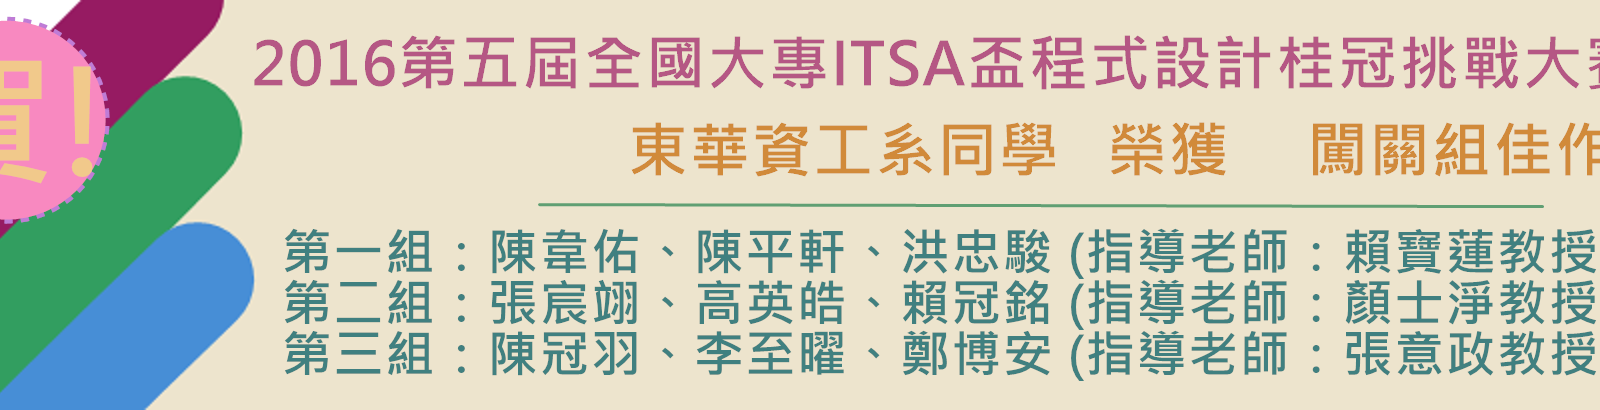 賀!
2016第五屆全國大專ITSA盃程式設計桂冠挑戰大賽
東華資工系同學 榮獲 闖關組佳作
第一組：陳韋佑、陳平軒、洪忠駿 (指導老師：賴寶蓮教授
第二組：張宸翊、高英皓、賴冠銘 (指導老師：顏士淨教授
第三組：陳冠羽、李至曜、鄭博安 (指導老師：張意政教授